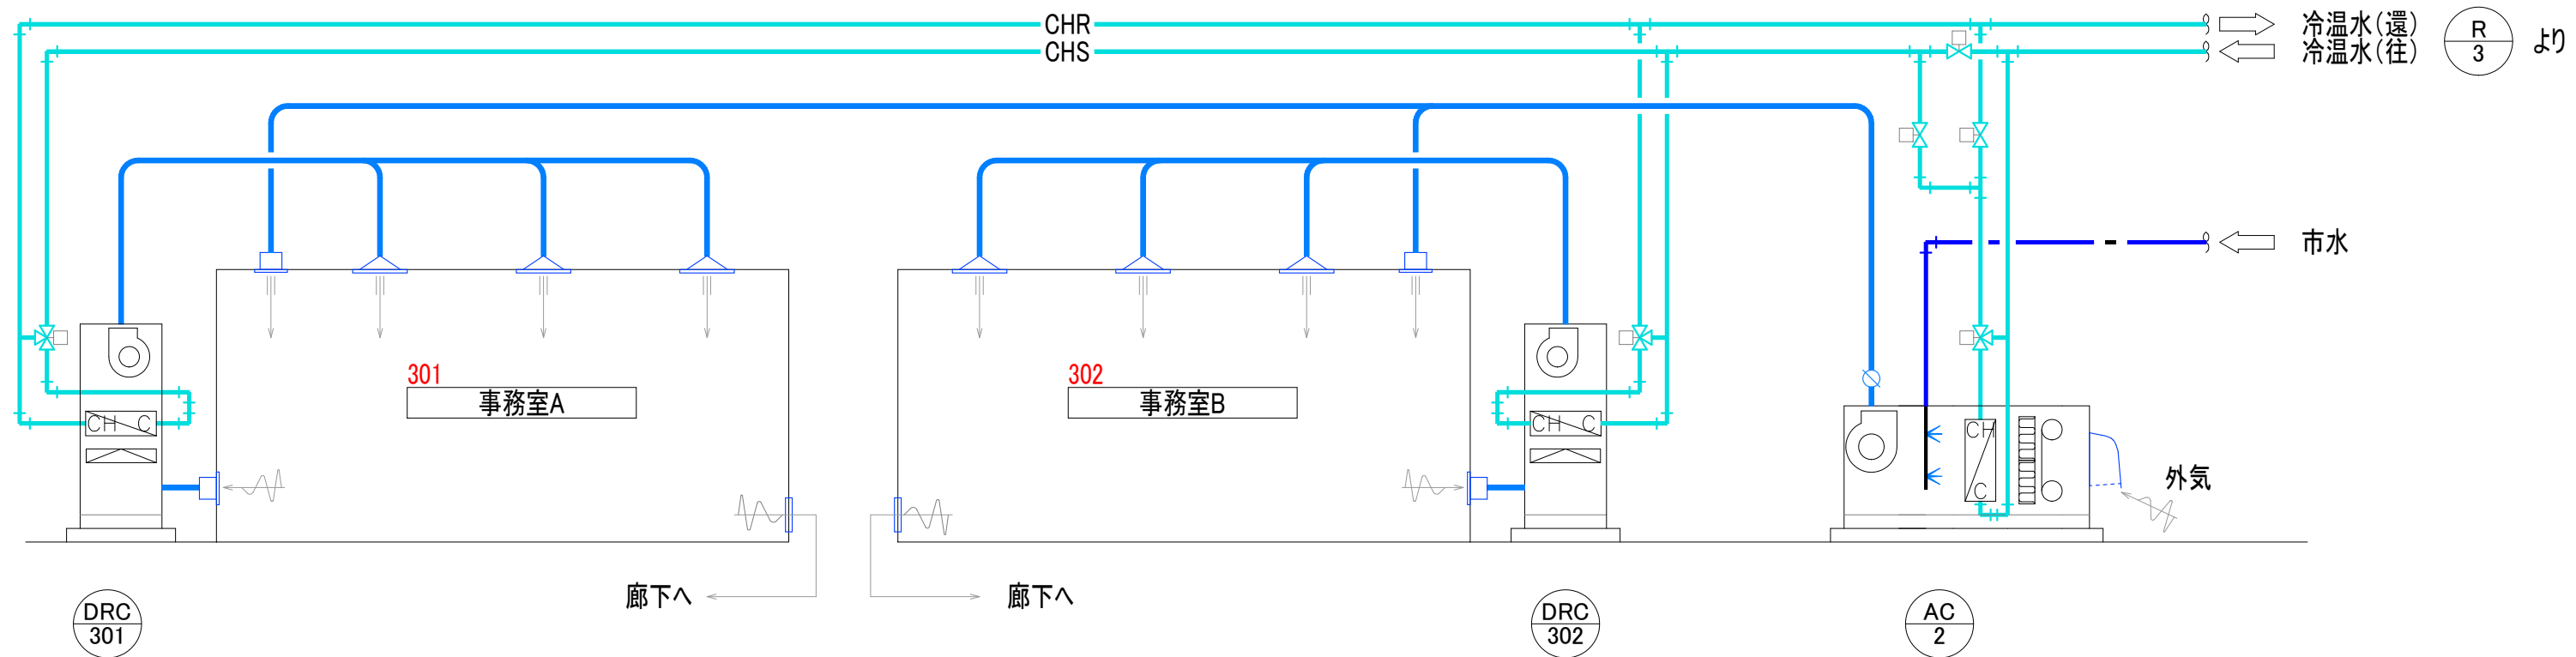 CHR
冷温水(還)
CHS
冷温水(往)
R
3
より
市水
301
事務室A
302
事務室B
CH C
CH C
CH
C
外気
廊下へ
廊下へ
DRC
301
DRC
302
AC
2